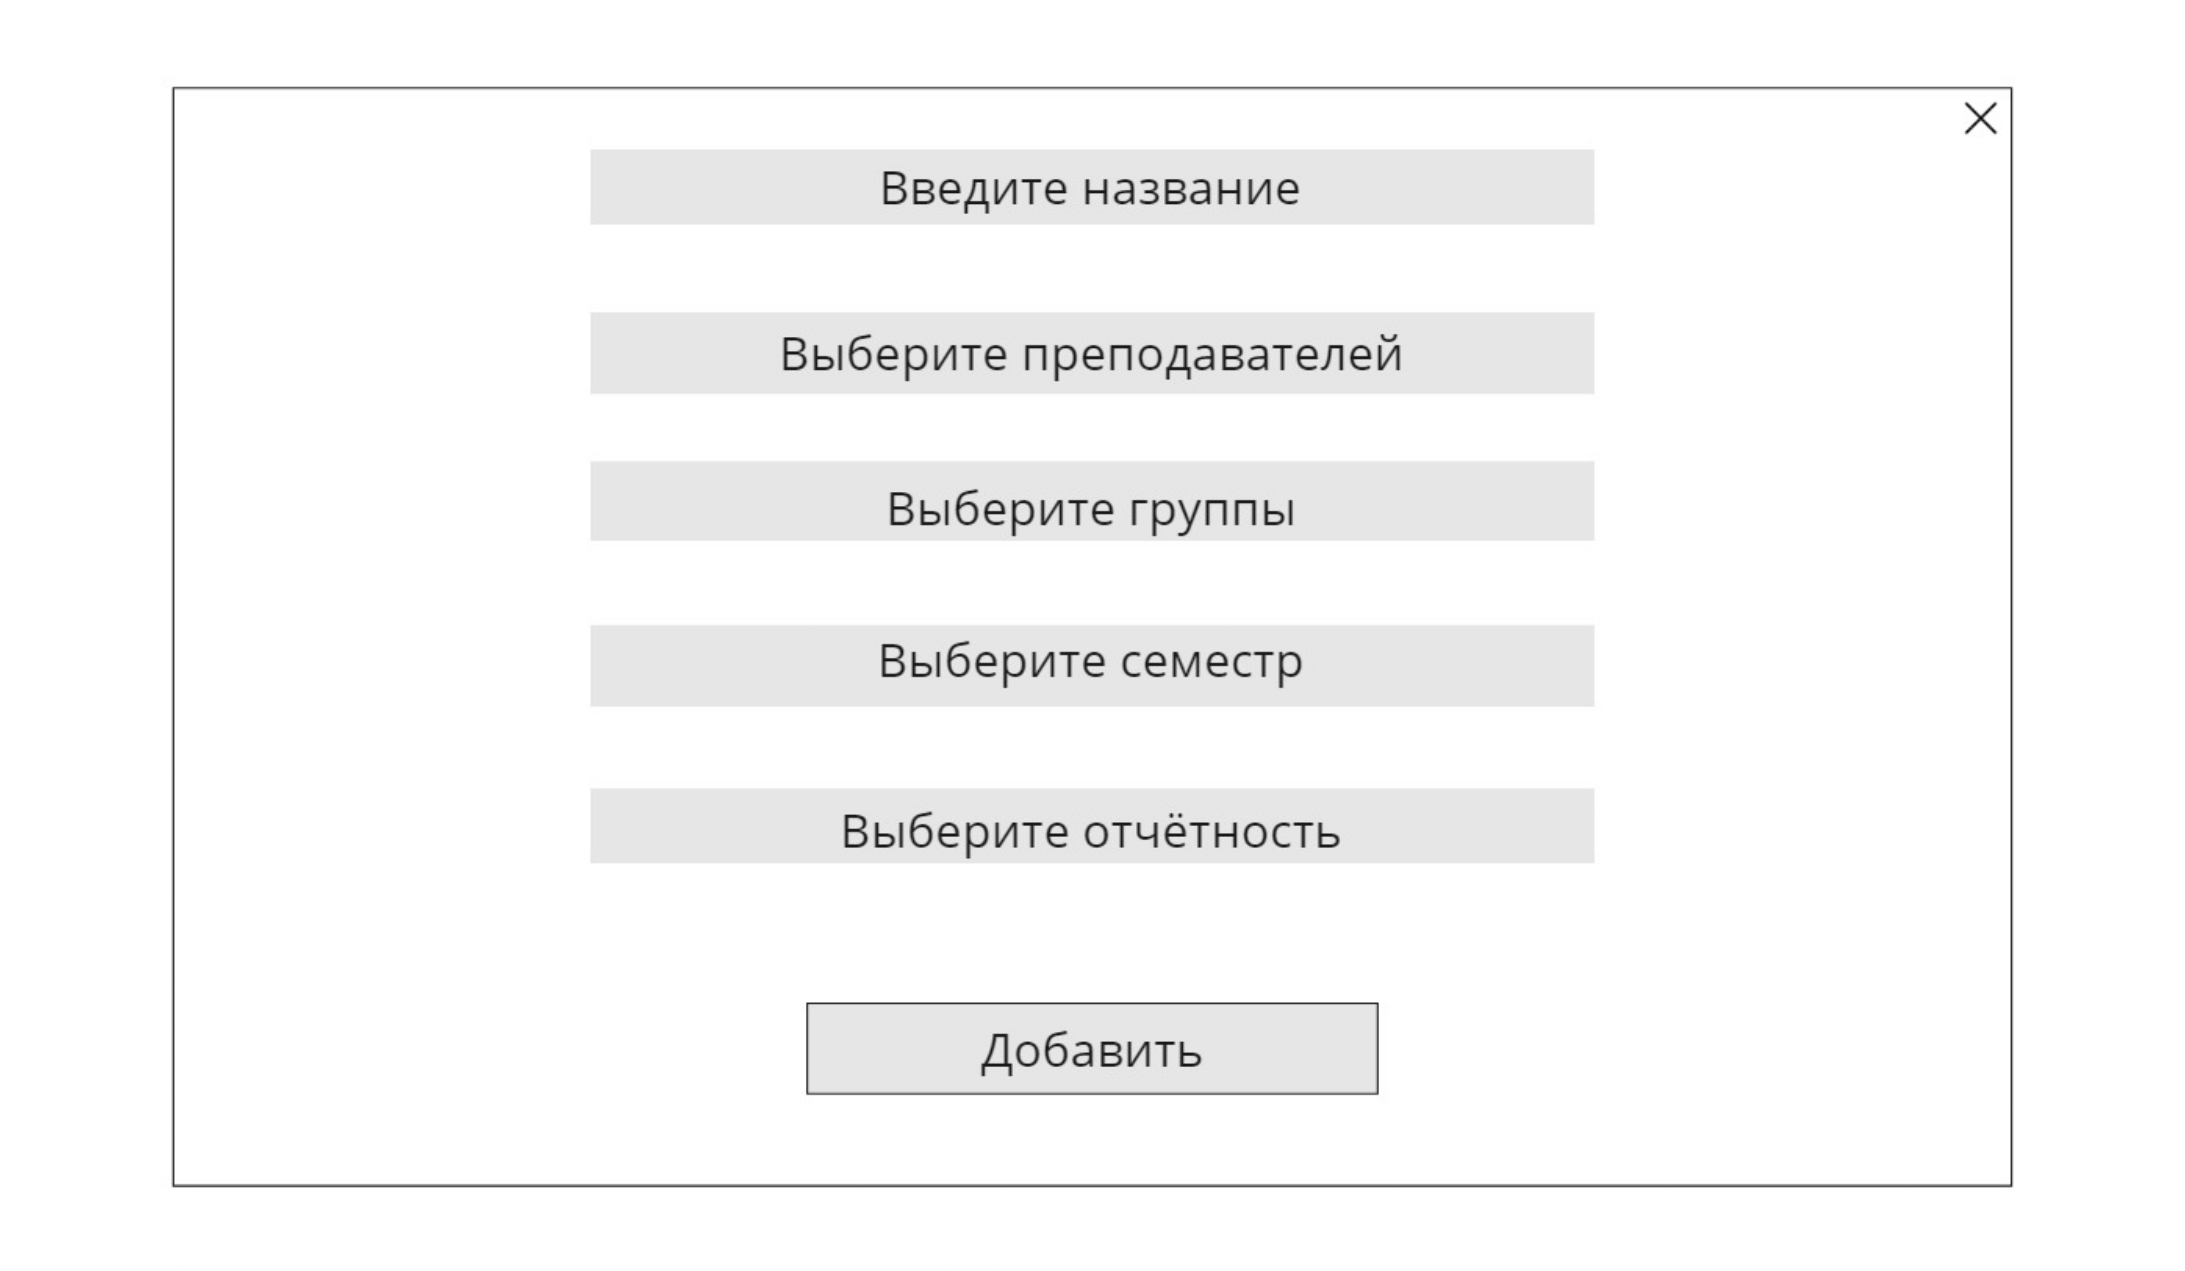 Введите название
Выберите преподавателей
Выберите группы
Выберите семестр
Выберите отчётность
Добавить